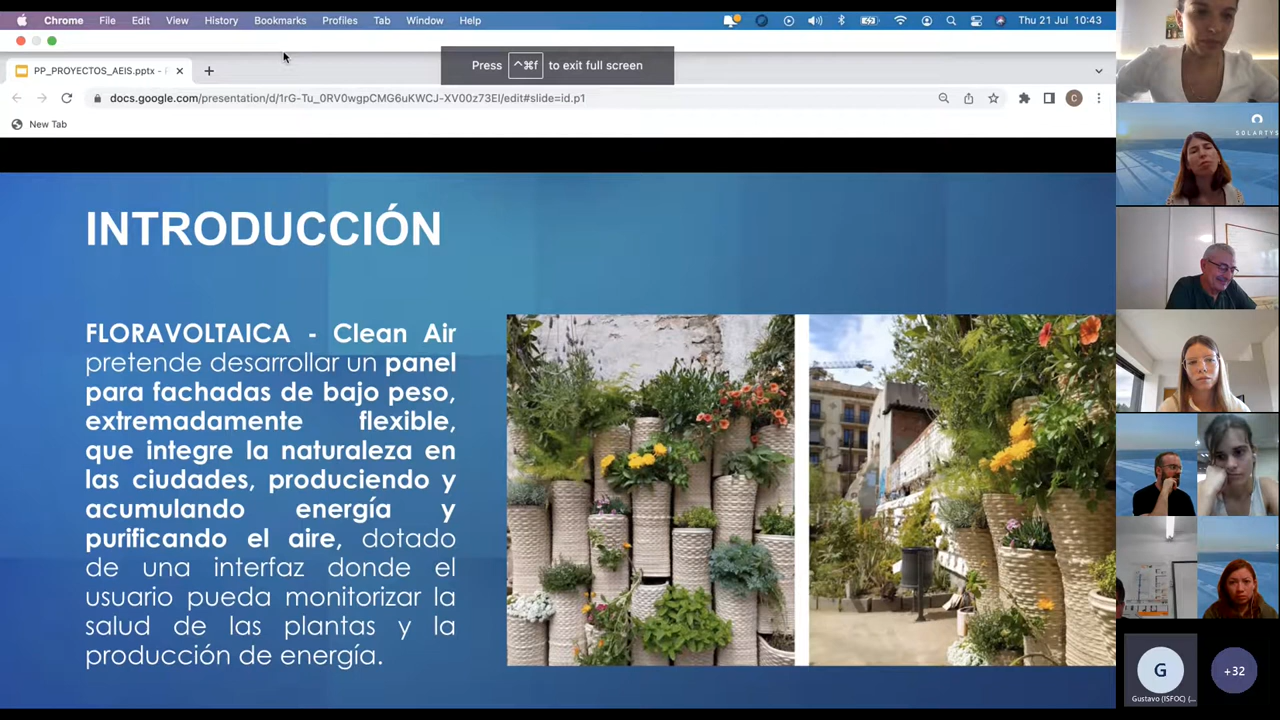 Chrome File Edit View History Bookmarks Profiles Tab Window Help Thu 21 Jul 10:43
Press ^⌘f to exit full screen
PP_PROYECTOS_AEIS.pptx -
docs.google.com/presentation/d/1rG-Tu_0RV0wgpCMG6uKWCJ-XV00z73EI/edit#slide=id.p1
C
New Tab
SOLARTYS
INTRODUCCIÓN
FLORAVOLTAICA - Clean Air
pretende desarrollar un panel
para fachadas de bajo peso,
extremadamente flexible,
que integre la naturaleza en
las ciudades, produciendo y
acumulando energía y
purificando el aire, dotado
de una interfaz donde el
usuario pueda monitorizar la
salud de las plantas y la
producción de energía.
G
Gustavo (ISFOC) (...
+32